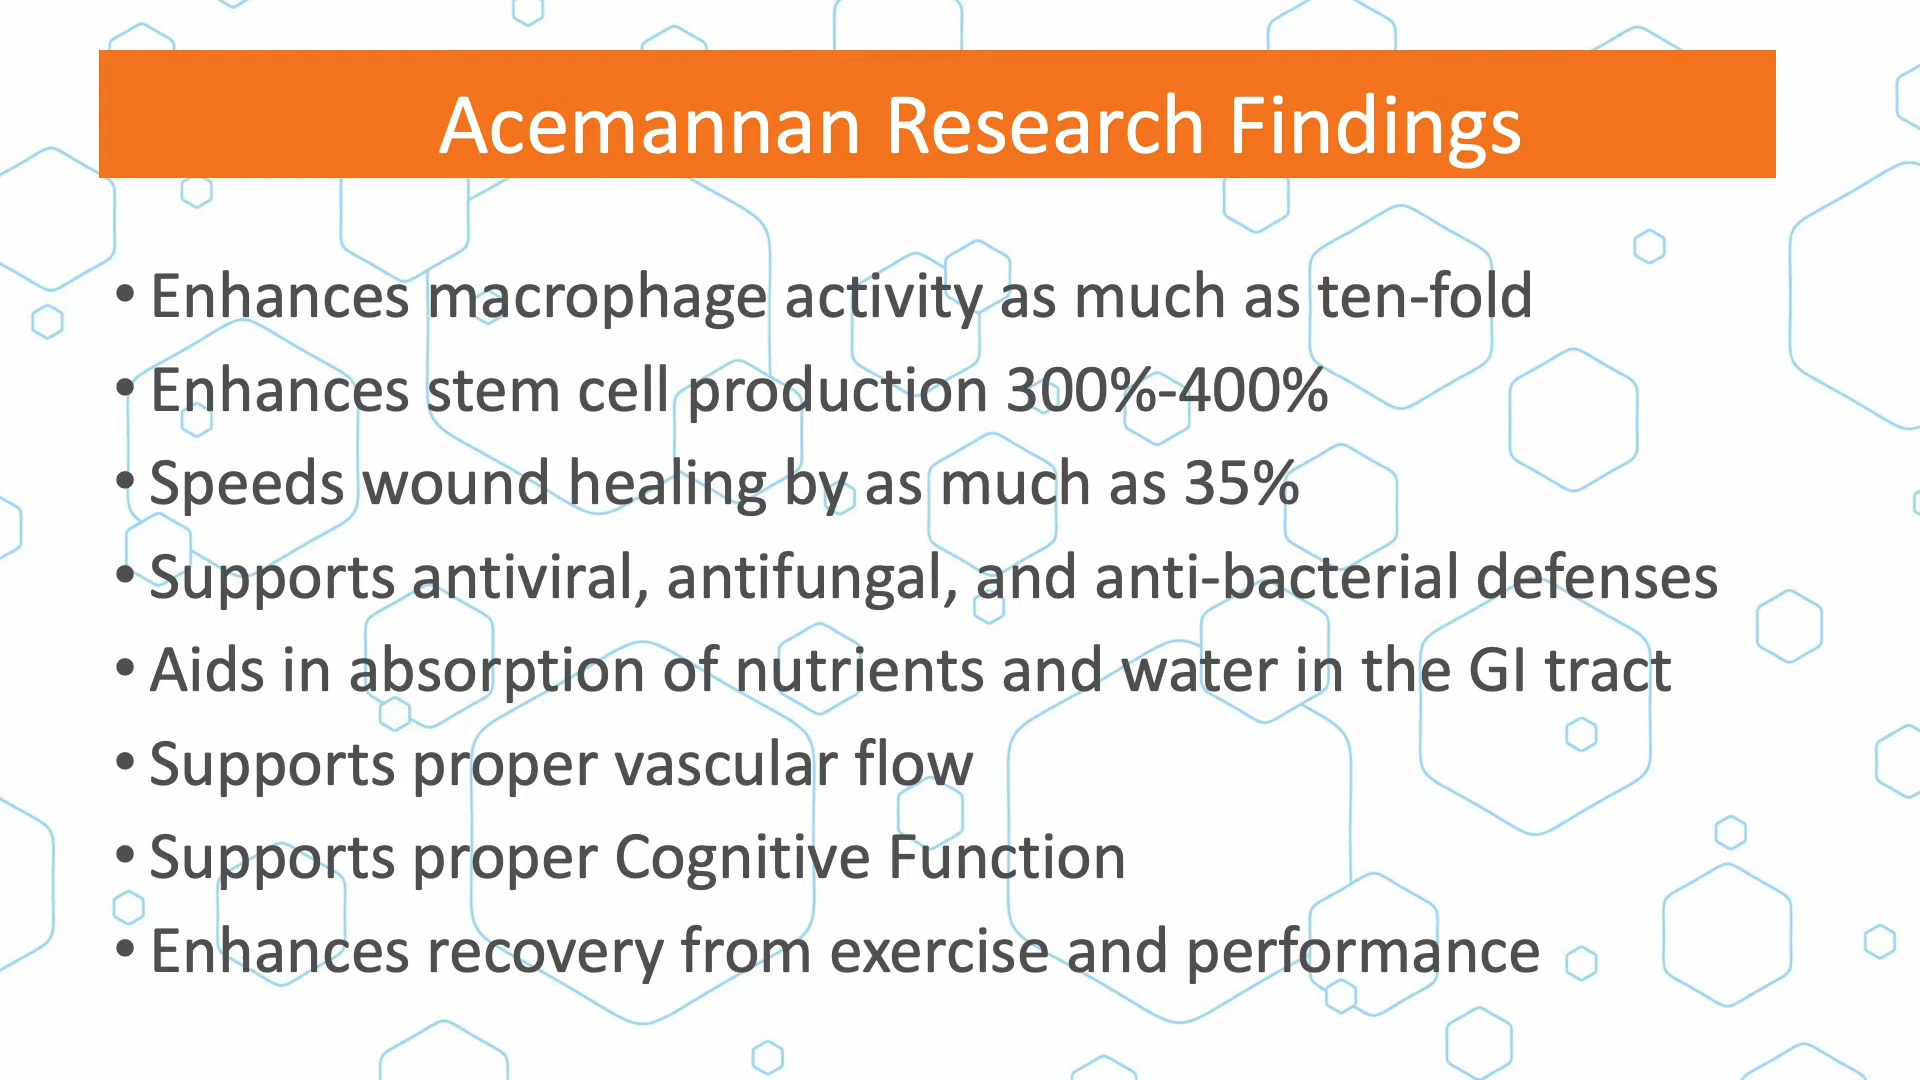 Acemannan Research Findings
• Enhances macrophage activity as much as ten-fold
• Enhances stem cell production 300%-400%
• Speeds wound healing by as much as 35%
• Supports antiviral, antifungal, and anti-bacterial defenses
• Aids in absorption of nutrients and water in the GI tract
• Supports proper vascular flow
• Supports proper Cognitive Function
• Enhances recovery from exercise and performance